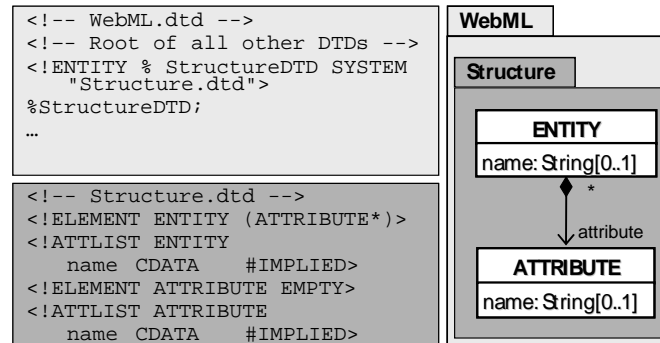 <!-- WebML.dtd -->
<!-- Root of all other DTDs -->
<!ENTITY % StructureDTD SYSTEM
"Structure.dtd">
%StructureDTD;
…
<!-- Structure.dtd -->
<!ELEMENT ENTITY (ATTRIBUTE*)>
<!ATTLIST ENTITY
name CDATA #IMPLIED>
<!ELEMENT ATTRIBUTE EMPTY>
<!ATTLIST ATTRIBUTE
name CDATA #IMPLIED>
WebML
Structure
ENTITY
name: String[0..1]
*
attribute
ATTRIBUTE
name: String[0..1]